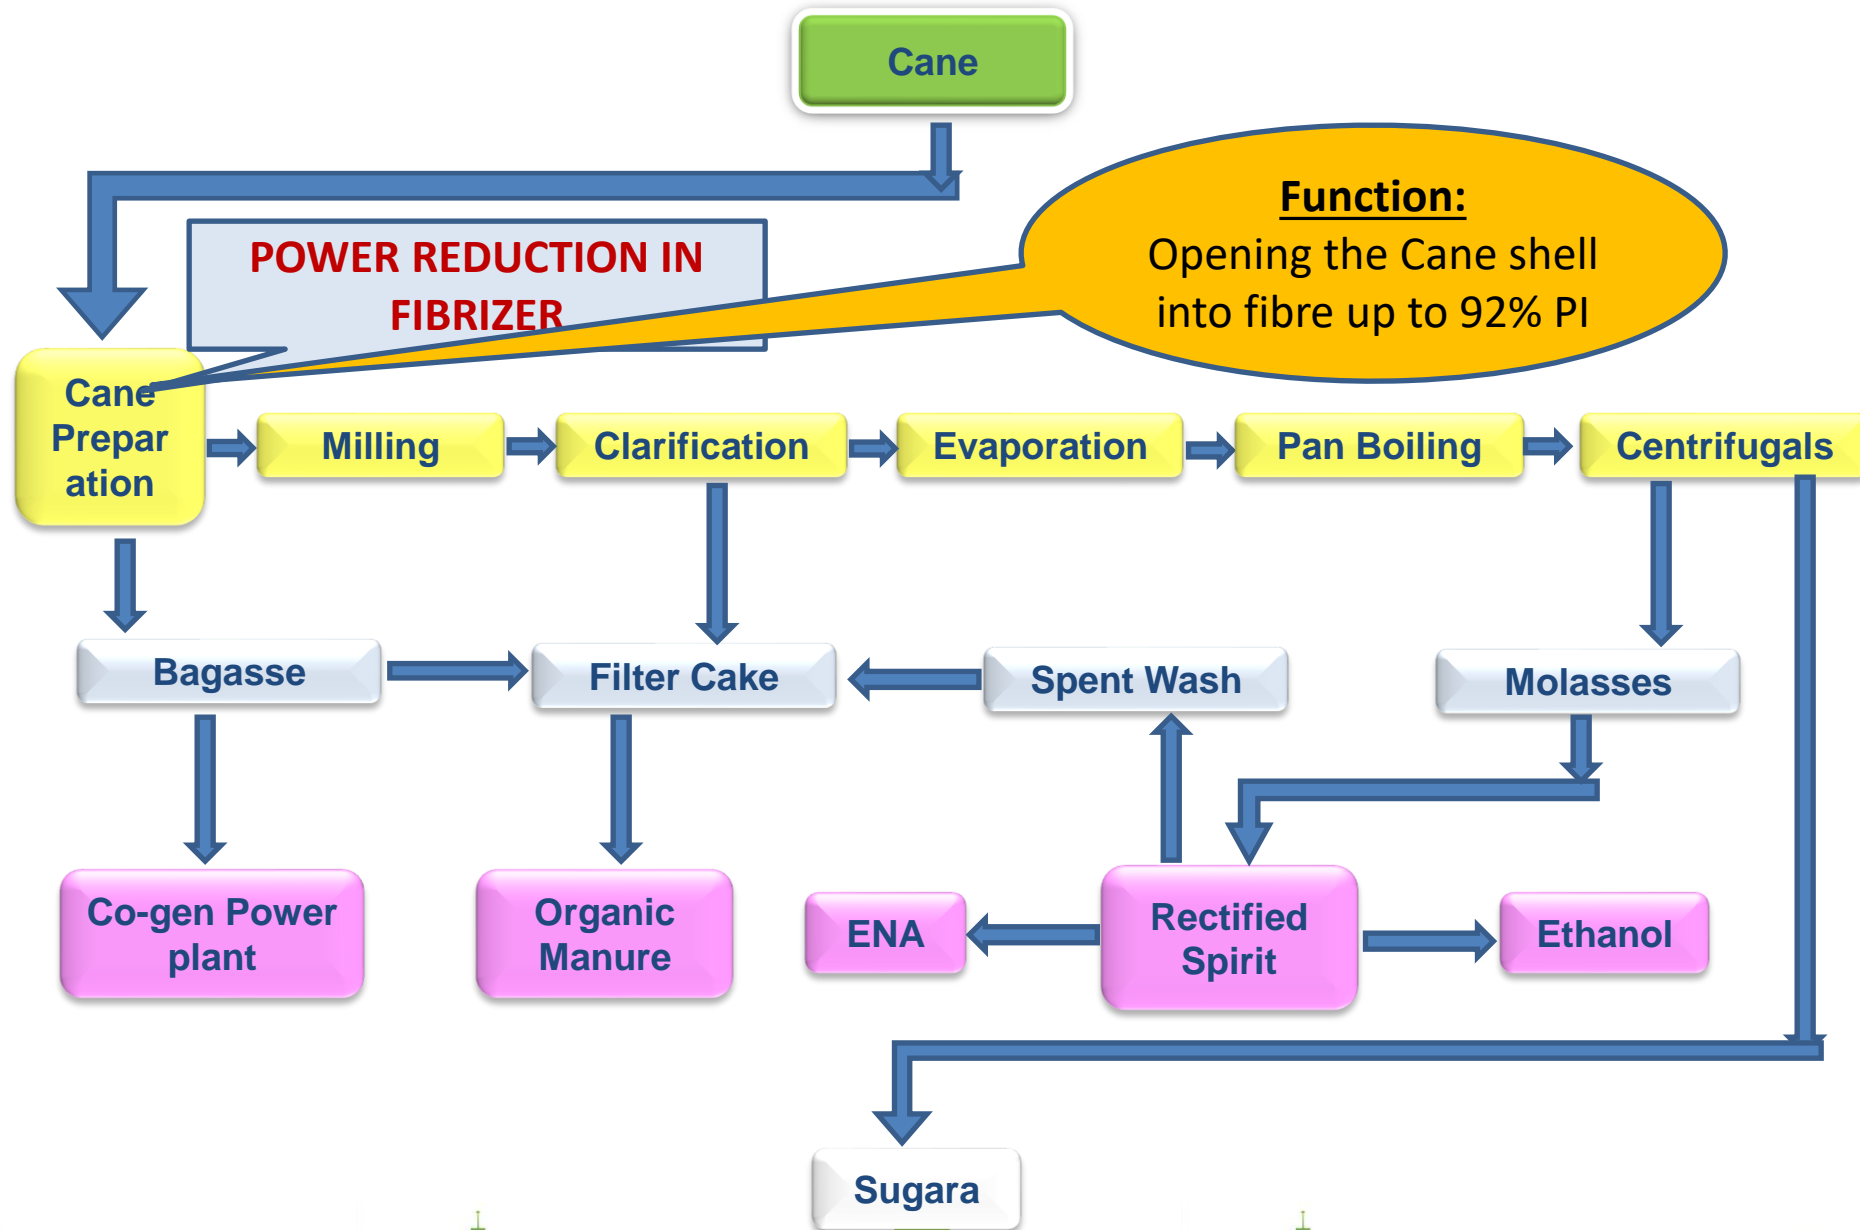 Cane
Function:
Opening the Cane shell
into fibre up to 92% PI
POWER REDUCTION IN
FIBRIZER
Cane
Prepar
ation
Milling
Clarification
Evaporation
Pan Boiling
Centrifugals
Bagasse
Filter Cake
Spent Wash
Molasses
Co-gen Power
plant
Organic
Manure
ENA
Rectified
Spirit
Ethanol
Sugara